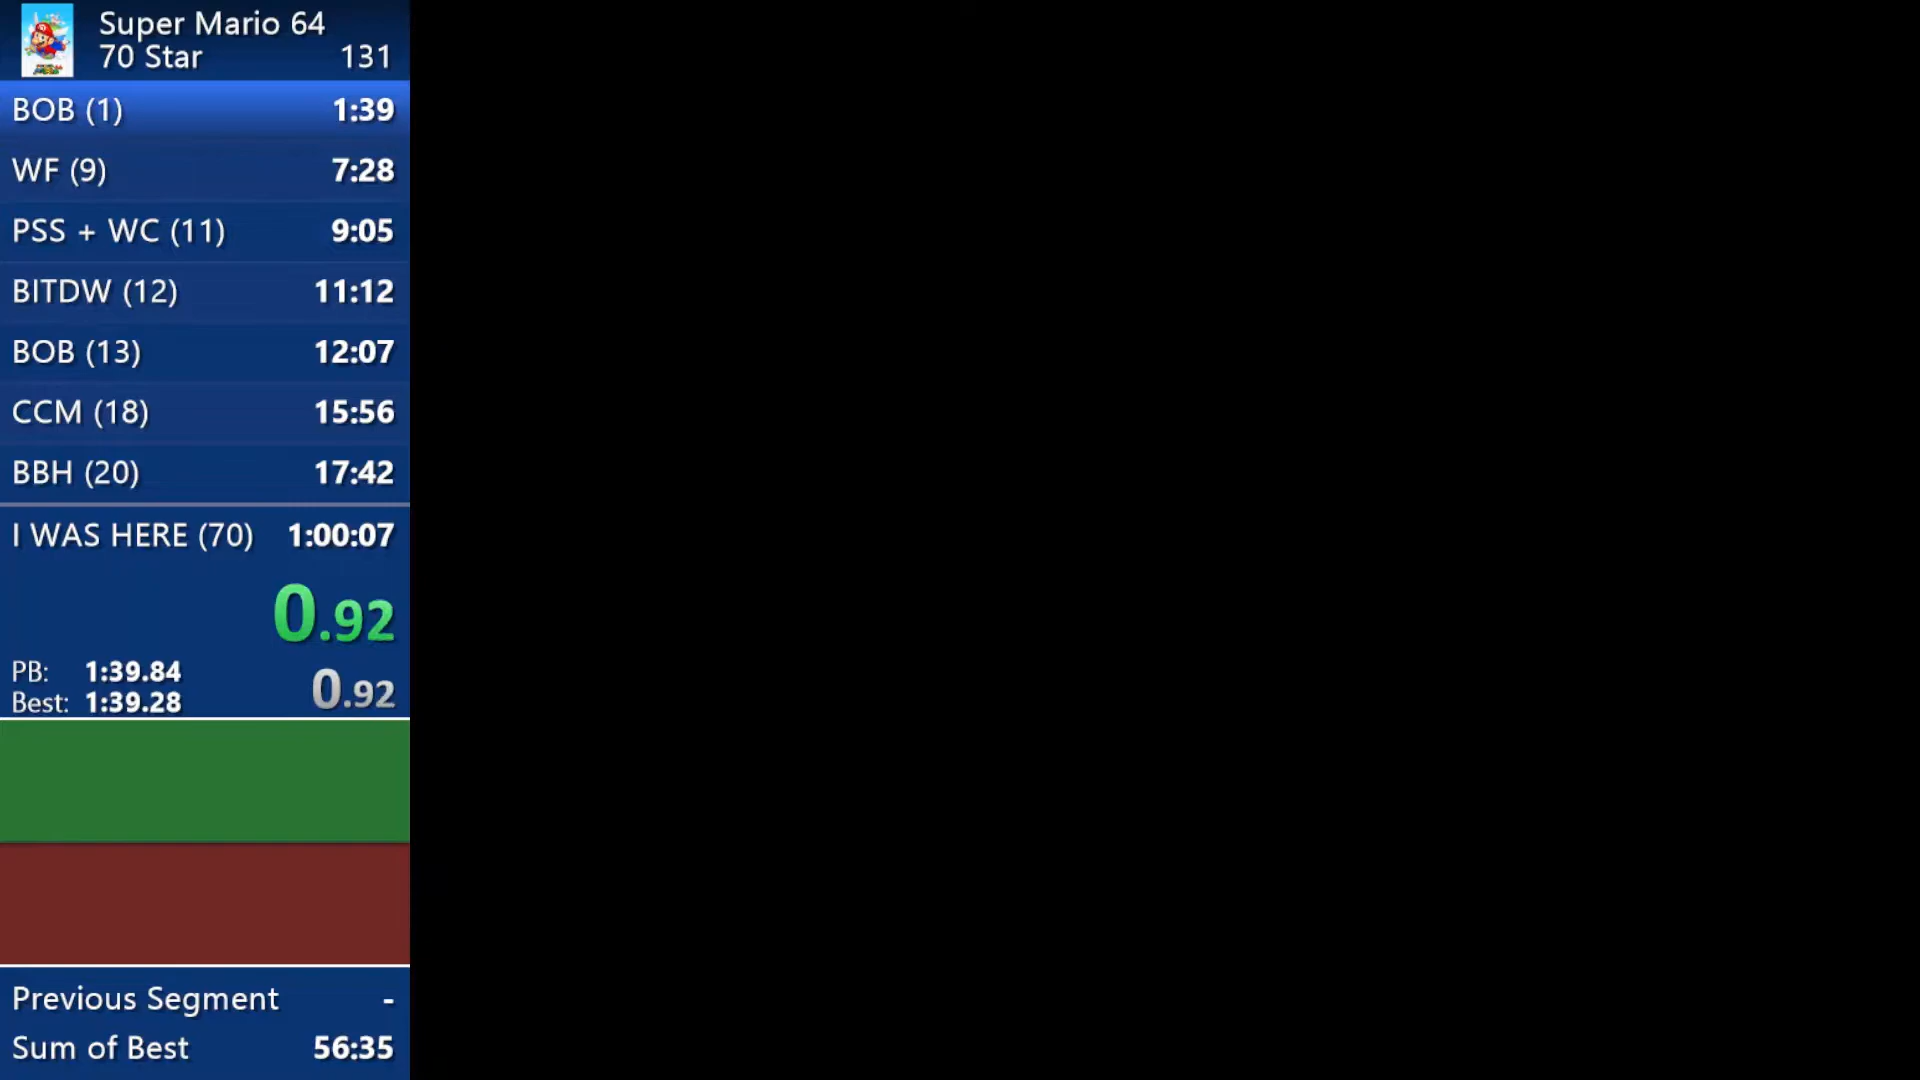 Super Mario 64
70 Star 131
BOB (1) 1:39
WF (9) 7:28
PSS + WC (11) 9:05
BITDW (12) 11:12
BOB (13) 12:07
CCM (18) 15:56
BBH (20) 17:42
I WAS HERE (70) 1:00:07
0.92
PB: 1:39.84
Best: 1:39.28 0.92
Previous Segment -
Sum of Best 56:35